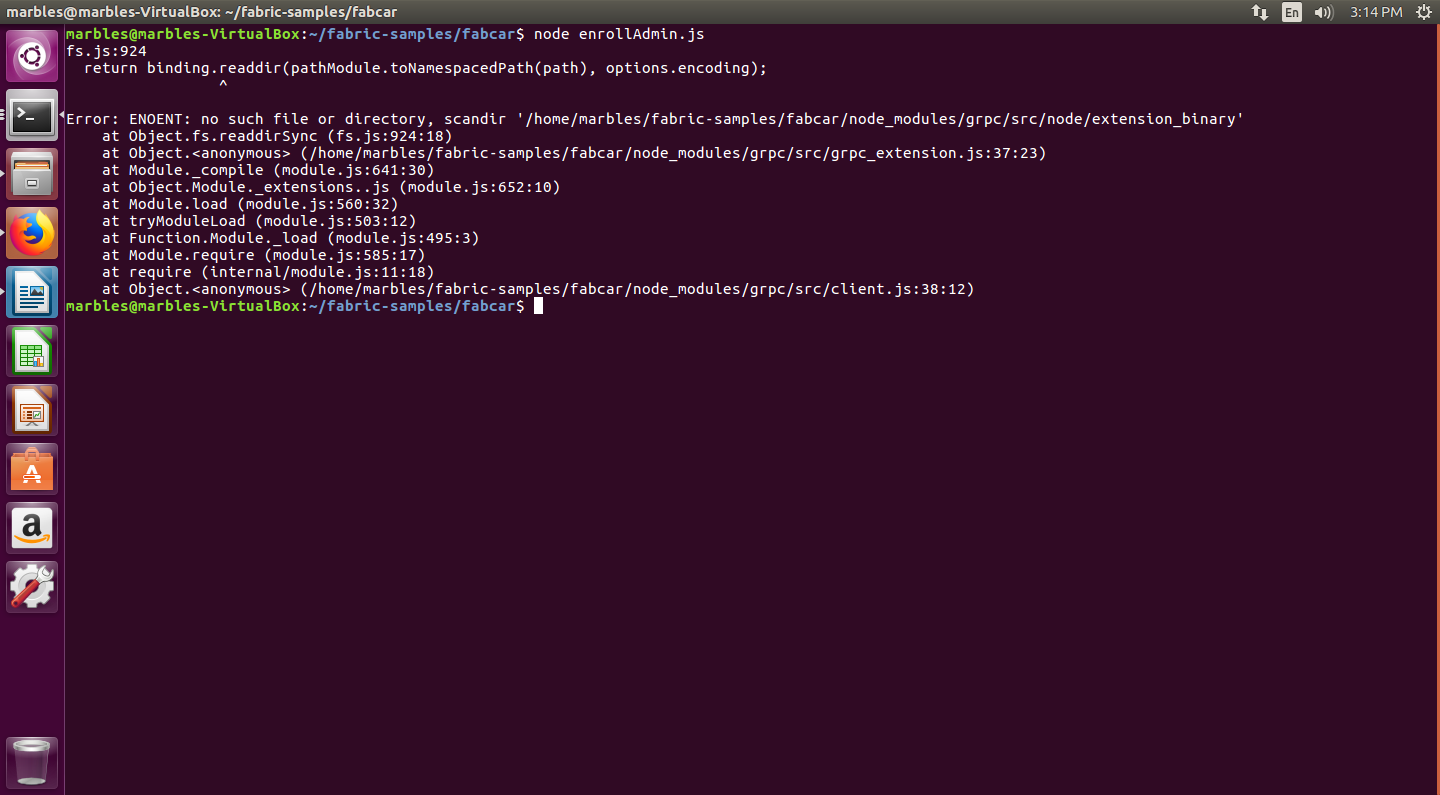 marbles@marbles-VirtualBox: ~/fabric-samples/fabcar
En
3:14 PM
marbles@marbles-VirtualBox:~/fabric-samples/fabcar$ node enrollAdmin.js
fs.js:924
  return binding.readdir(pathModule.toNamespacedPath(path), options.encoding);
                 ^
Error: ENOENT: no such file or directory, scandir '/home/marbles/fabric-samples/fabcar/node_modules/grpc/src/node/extension_binary'
    at Object.fs.readdirSync (fs.js:924:18)
    at Object.<anonymous> (/home/marbles/fabric-samples/fabcar/node_modules/grpc/src/grpc_extension.js:37:23)
    at Module._compile (module.js:641:30)
    at Object.Module._extensions..js (module.js:652:10)
    at Module.load (module.js:560:32)
    at tryModuleLoad (module.js:503:12)
    at Function.Module._load (module.js:495:3)
    at Module.require (module.js:585:17)
    at require (internal/module.js:11:18)
    at Object.<anonymous> (/home/marbles/fabric-samples/fabcar/node_modules/grpc/src/client.js:38:12)
marbles@marbles-VirtualBox:~/fabric-samples/fabcar$